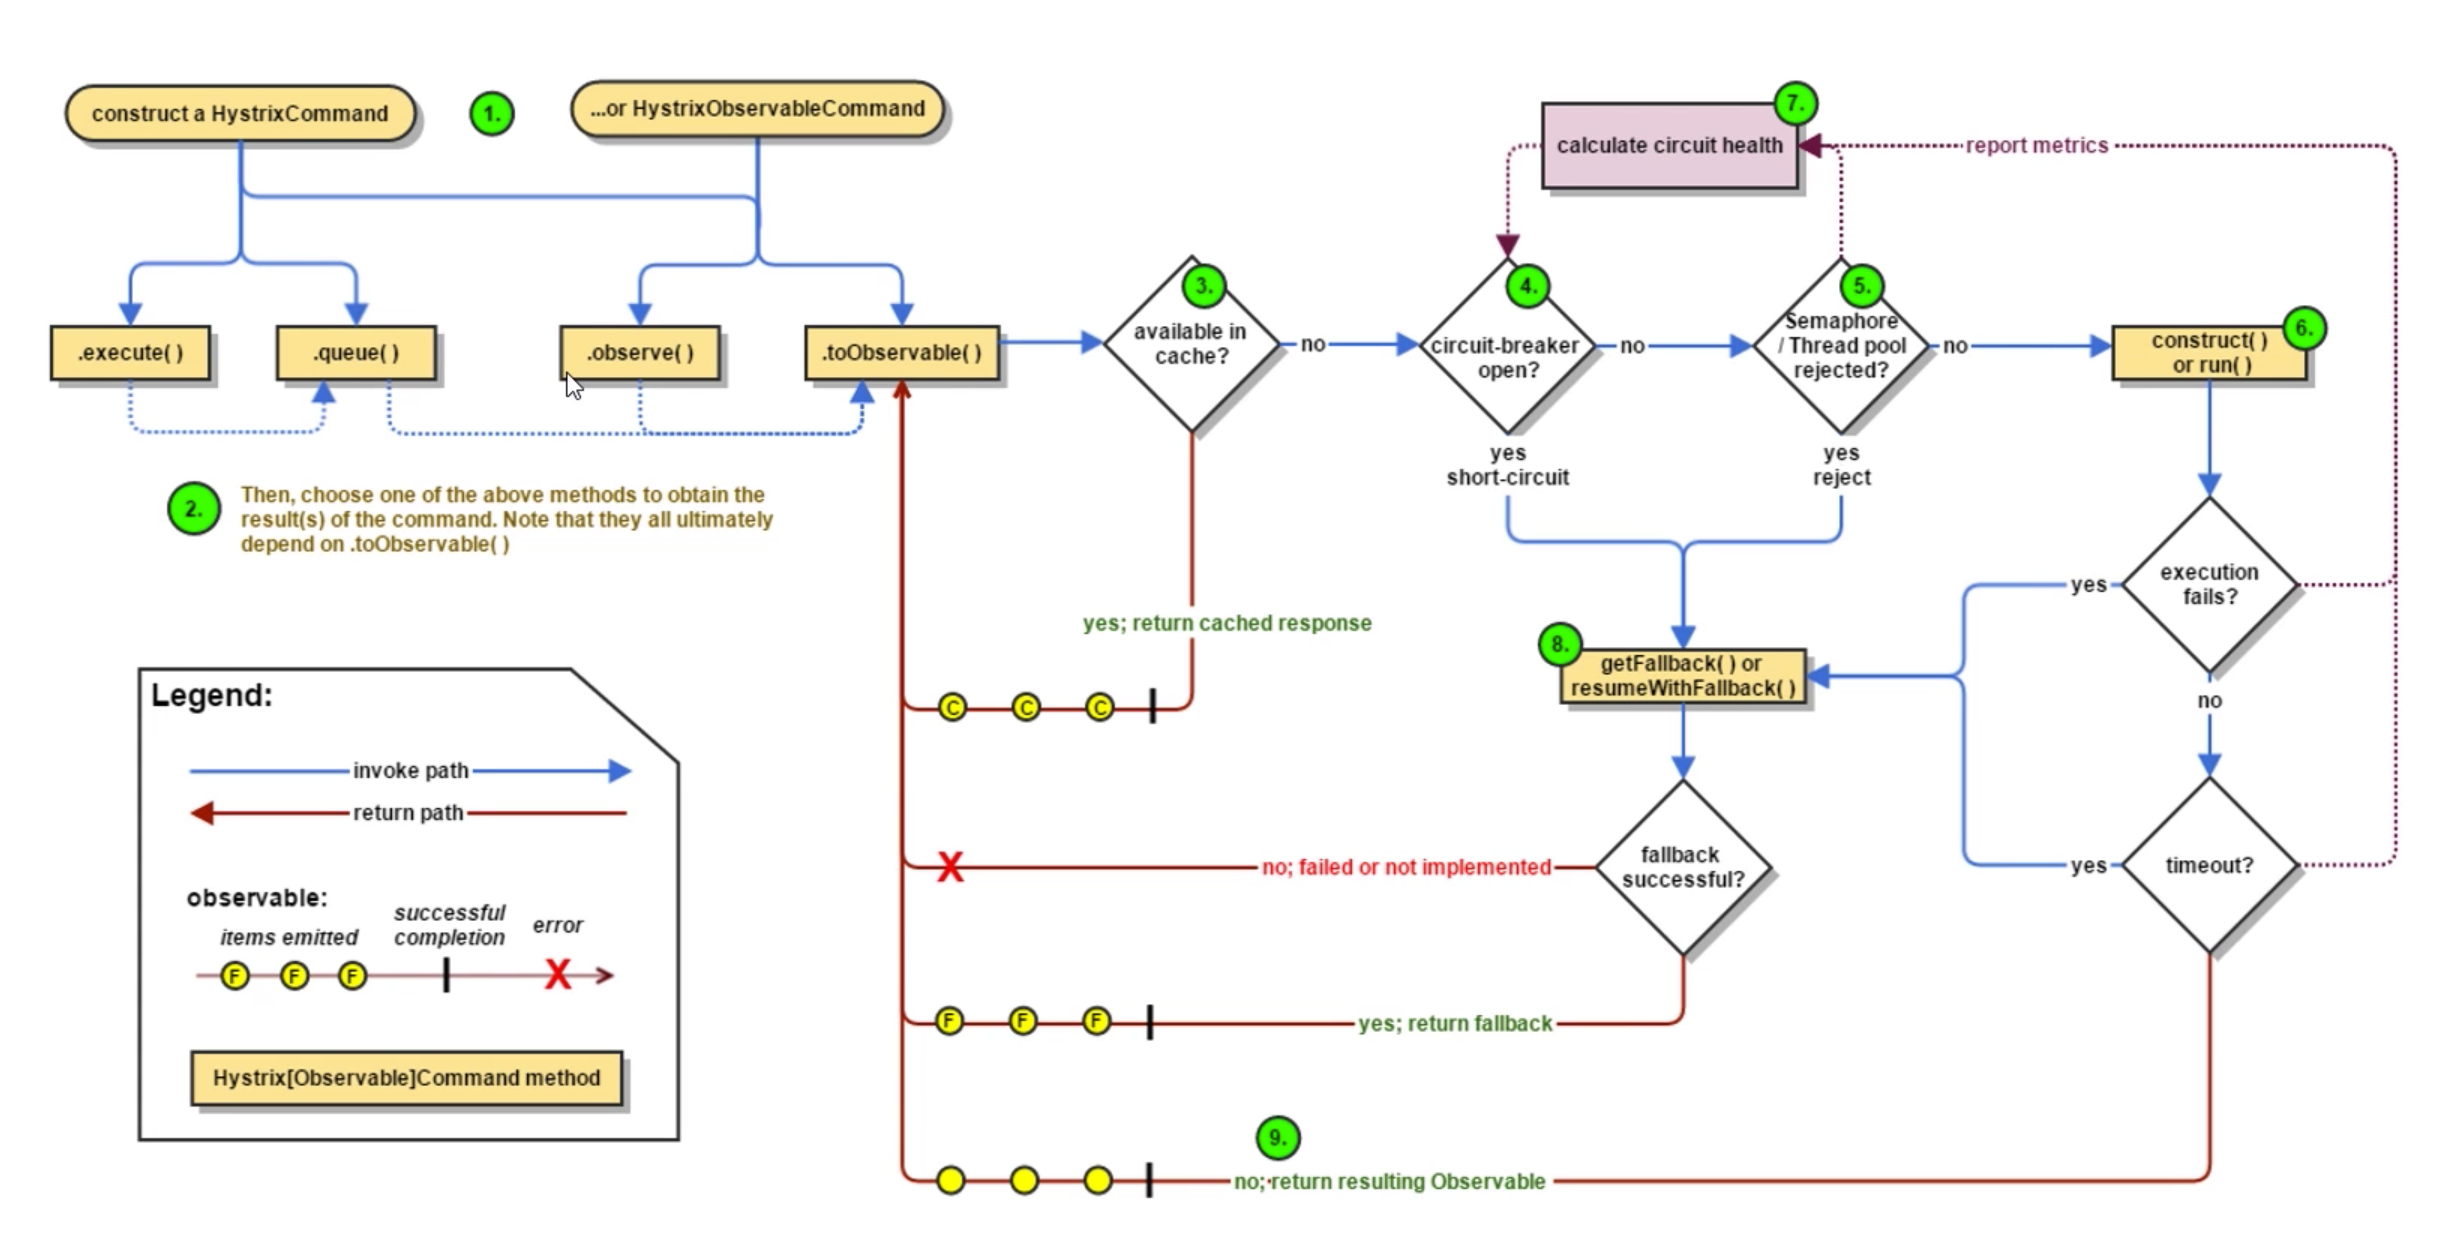 construct a HystrixCommand
1.
...or HystrixObservableCommand
7.
calculate circuit health
report metrics
.execute( )
.queue( )
.observe( )
.toObservable( )
3.
available in
cache?
no
4.
circuit-breaker
open?
no
5.
Semaphore
/ Thread pool
rejected?
no
6.
construct( )
or run( )
yes
short-circuit
yes
reject
2.
Then, choose one of the above methods to obtain the
result(s) of the command. Note that they all ultimately
depend on .toObservable( )
yes
execution
fails?
no
yes; return cached response
8.
getFallback( ) or
resumeWithFallback( )
C
C
C
Legend:
invoke path
return path
observable:
items emitted
successful
completion
error
F
F
F
X
Hystrix[Observable]Command method
X
no; failed or not implemented
fallback
successful?
yes
timeout?
F
F
F
yes; return fallback
9.
no; return resulting Observable